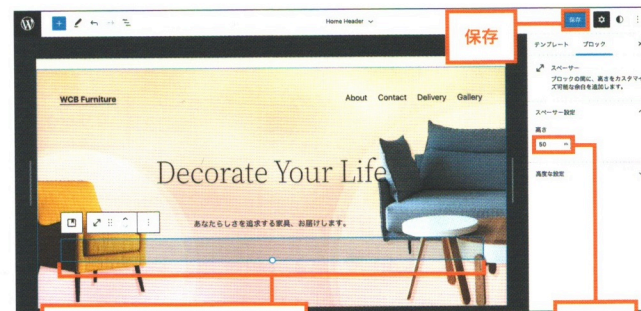 Home Header
保存
保存
テンプレート ブロック
スペーサー
ブロックの間に、高さをカスタマイズ可能な余白を追加します。
スペーサー設定
高さ
50
高度な設定
WCB Furniture
About Contact Delivery Gallery
Decorate Your Life
あなたらしさを追求する家具、お届けします。